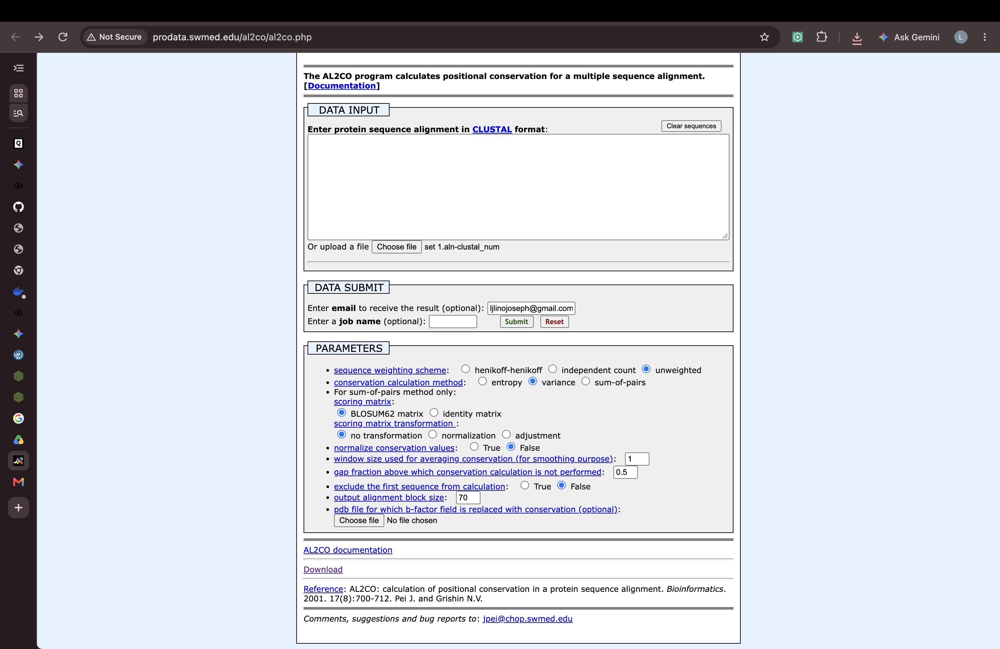 Not Secure prodata.swmed.edu/al2co/al2co.php Ask Gemini L
The AL2CO program calculates positional conservation for a multiple sequence alignment.
[Documentation]
DATA INPUT
Enter protein sequence alignment in CLUSTAL format: Clear sequences
Or upload a file Choose file set 1.aln-clustal_num
DATA SUBMIT
Enter email to receive the result (optional): ljlinojoseph@gmail.com
Enter a job name (optional): Submit Reset
PARAMETERS
• sequence weighting scheme: henikoff-henikoff independent count unweighted
• conservation calculation method: entropy variance sum-of-pairs
• For sum-of-pairs method only:
scoring matrix:
BLOSUM62 matrix identity matrix
scoring matrix transformation :
no transformation normalization adjustment
• normalize conservation values: True False
• window size used for averaging conservation (for smoothing purpose): 1
• gap fraction above which conservation calculation is not performed: 0.5
• exclude the first sequence from calculation: True False
• output alignment block size: 70
• pdb file for which b-factor field is replaced with conservation (optional):
Choose file No file chosen
AL2CO documentation
Download
Reference: AL2CO: calculation of positional conservation in a protein sequence alignment. Bioinformatics.
2001. 17(8):700-712. Pei J. and Grishin N.V.
Comments, suggestions and bug reports to: jpei@chop.swmed.edu